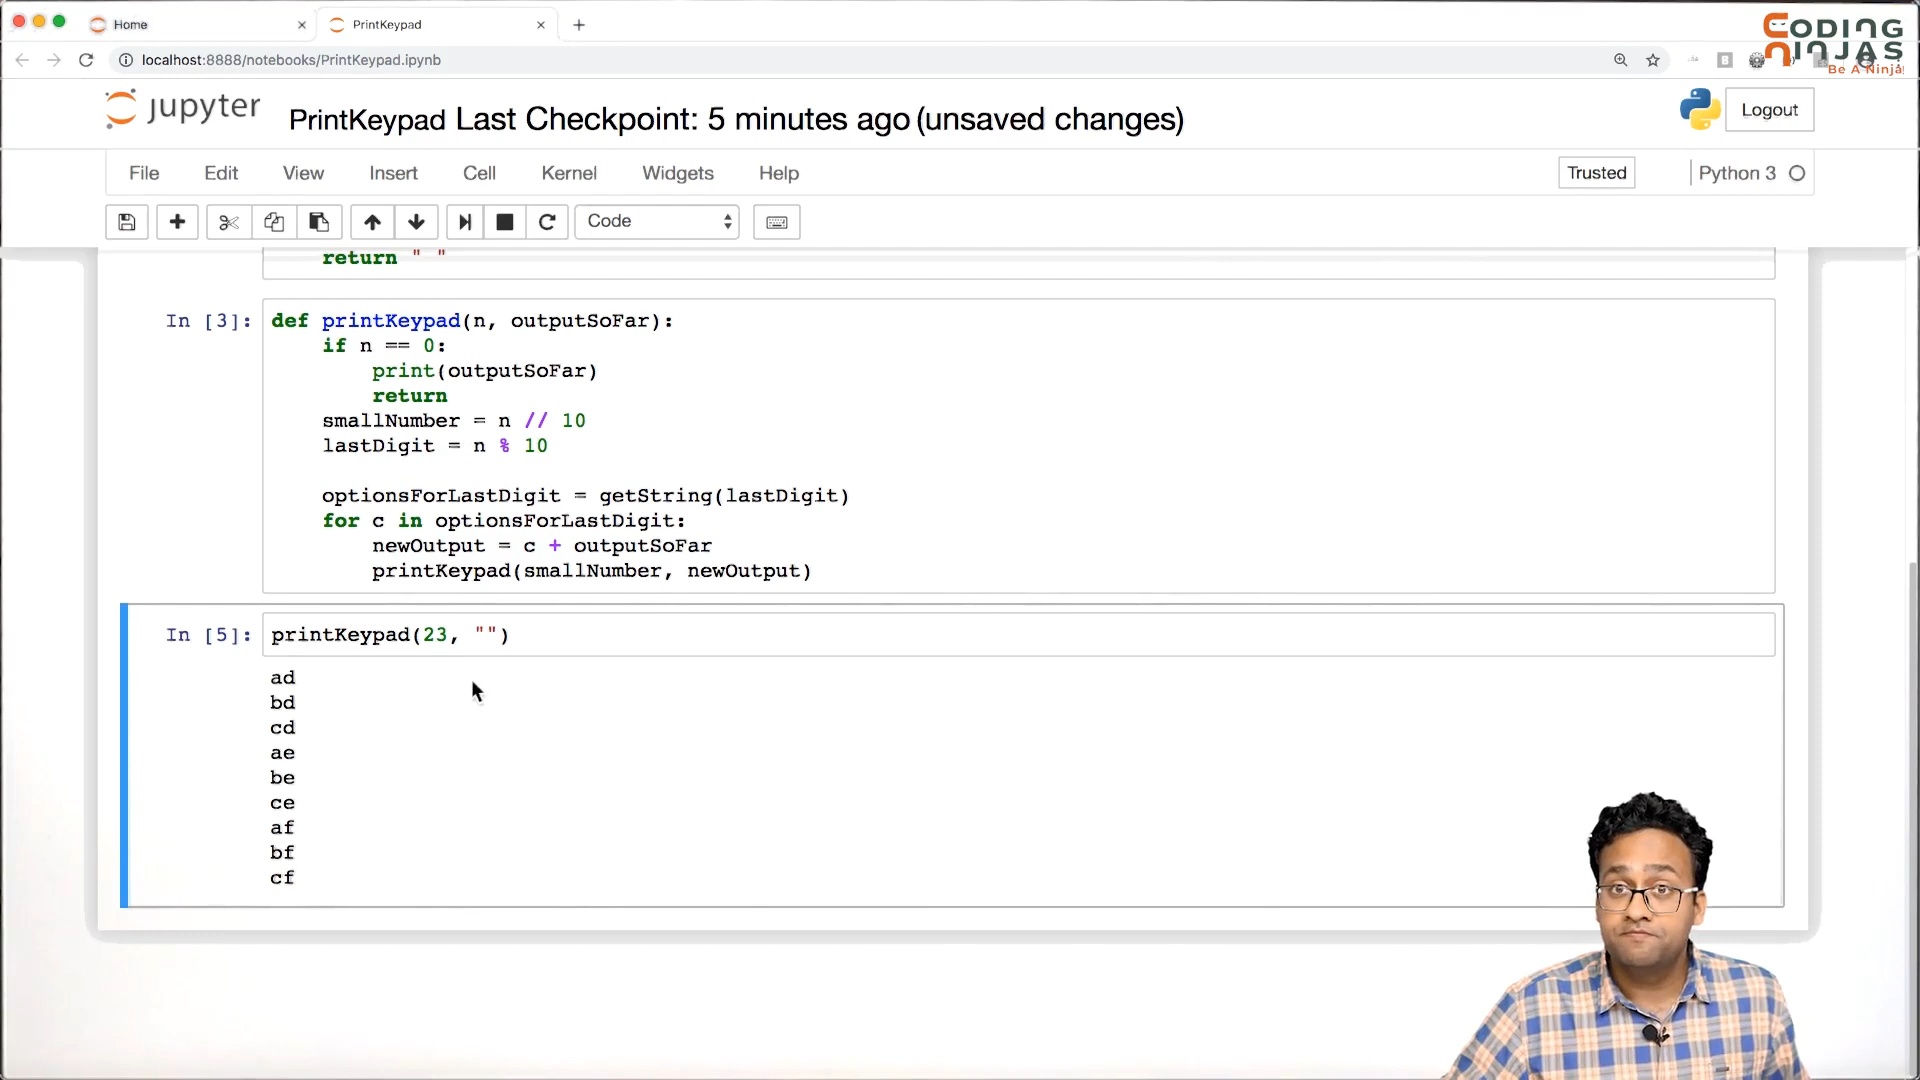 Home
PrintKeypad
CODING
NINJAS
Be A Ninja
localhost:8888/notebooks/PrintKeypad.ipynb
jupyter
PrintKeypad Last Checkpoint: 5 minutes ago (unsaved changes)
Logout
File Edit View Insert Cell Kernel Widgets Help
Trusted
Python 3
Code
return " "
In [3]:
def printKeypad(n, outputSoFar):
if n == 0:
print(outputSoFar)
return
smallNumber = n // 10
lastDigit = n % 10
optionsForLastDigit = getString(lastDigit)
for c in optionsForLastDigit:
newOutput = c + outputSoFar
printKeypad(smallNumber, newOutput)
In [5]:
printKeypad(23, "")
ad
bd
cd
ae
be
ce
af
bf
cf